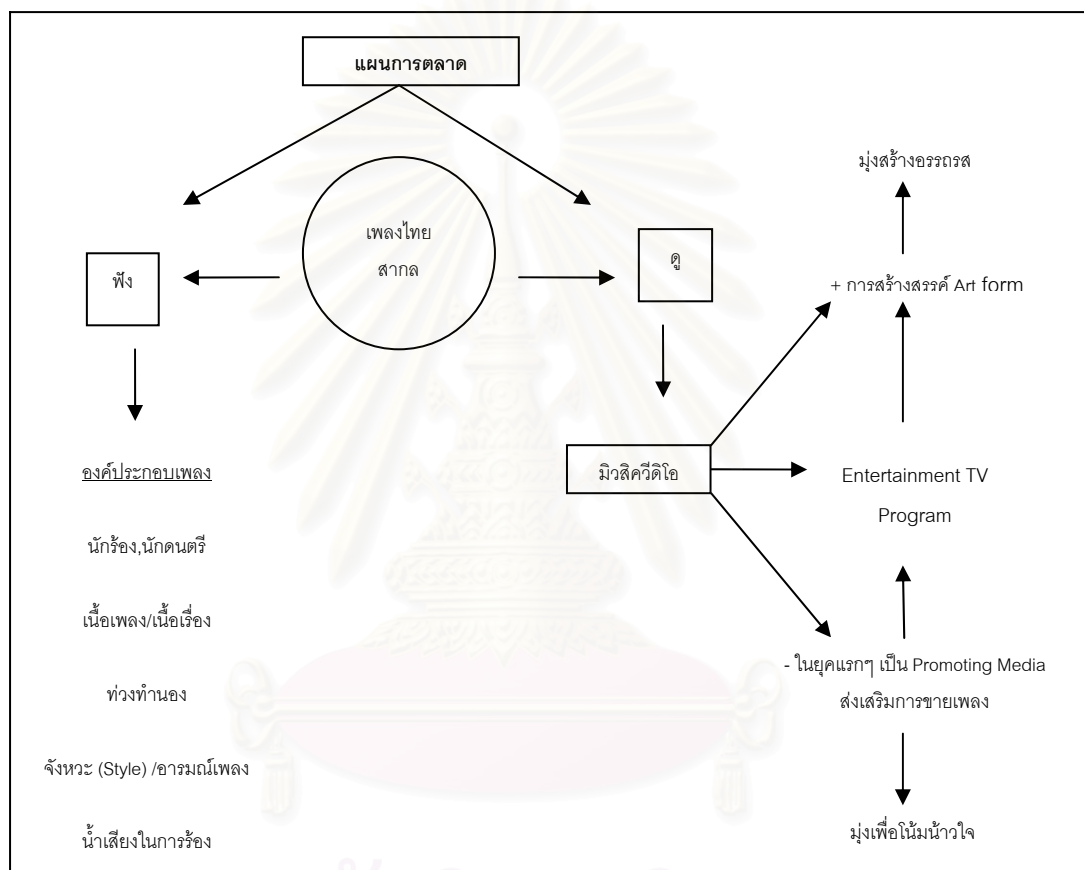 แผนการตลาด
มุ่งสร้างอรรถรส
เพลงไทย
สากล
ฟัง
ดู
+ การสร้างสรรค์ Art form
องค์ประกอบเพลง
มิวสิควีดิโอ
Entertainment TV
Program
นักร้อง,นักดนตรี
เนื้อเพลง/เนื้อเรื่อง
- ในยุคแรกๆ เป็น Promoting Media
ส่งเสริมการขายเพลง
ท่วงทำนอง
จังหวะ (Style) /อารมณ์เพลง
มุ่งเพื่อโน้มน้าวใจ
น้ำเสียงในการร้อง